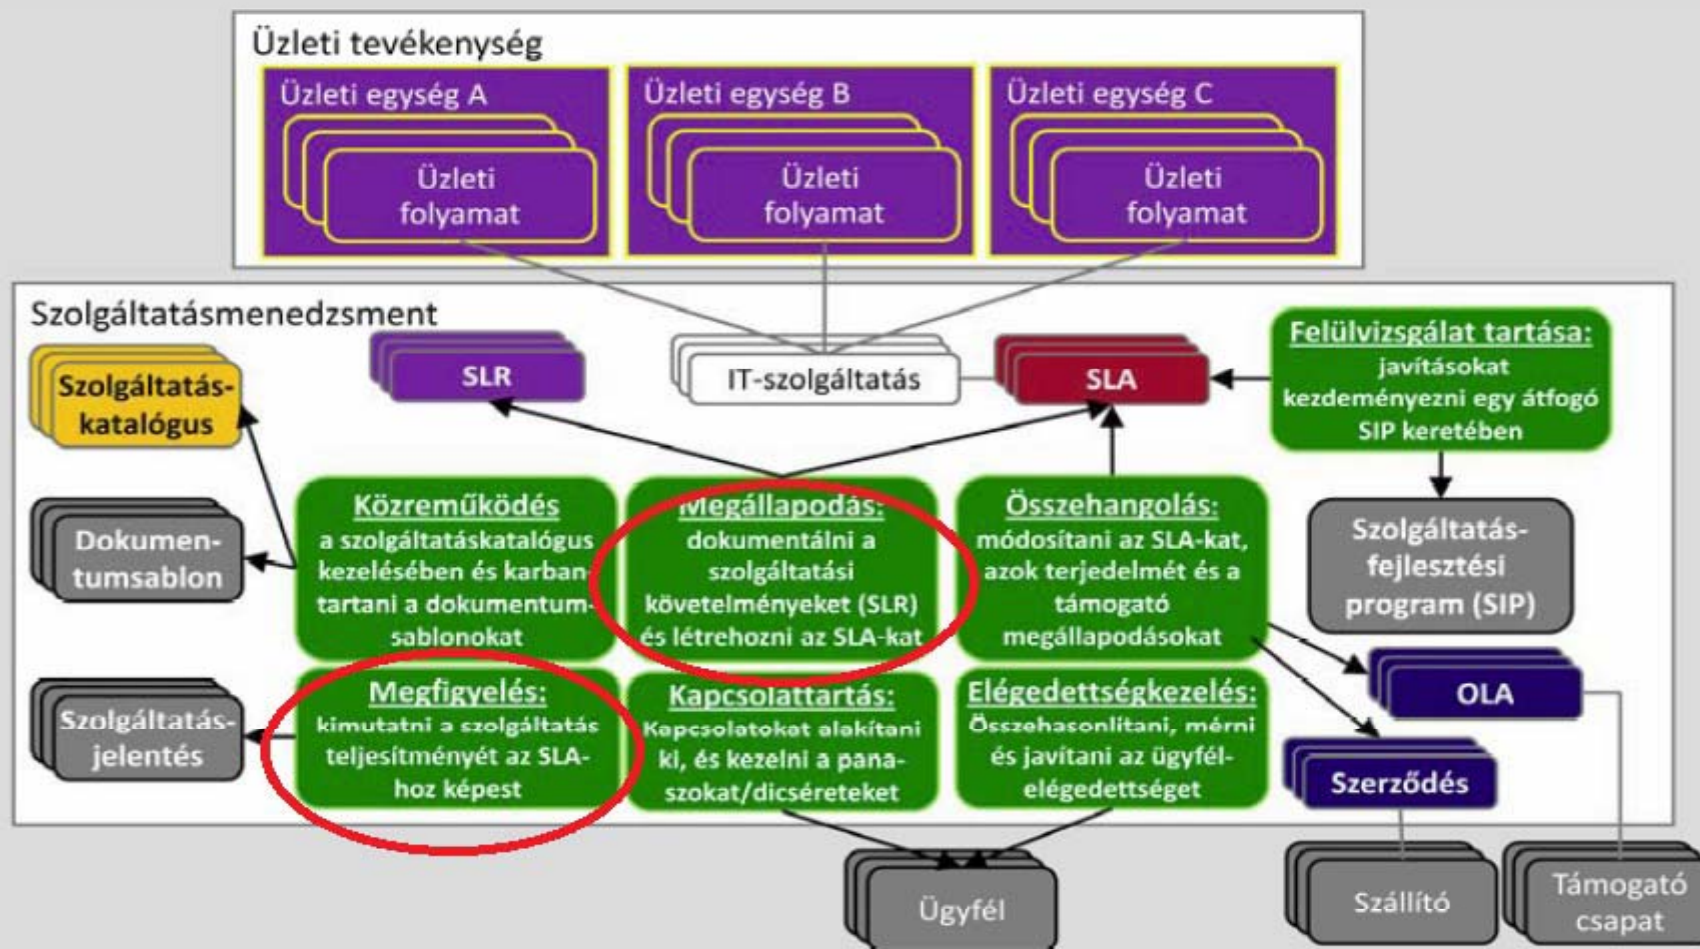 Üzleti tevékenység
Üzleti egység A
Üzleti
folyamat
Üzleti egység B
Üzleti
folyamat
Üzleti egység C
Üzleti
folyamat
Szolgáltatásmenedzsment
Szolgáltatás-
katalógus
SLR
IT-szolgáltatás
SLA
Felülvizsgálat tartása:
javításokat
kezdeményezni egy átfogó
SIP keretében
Dokumen-
tumsablon
Közreműködés
a szolgáltatáskatalógus
kezelésében és karban-
tartani a dokumentum-
sablonokat
Megállapodás:
dokumentálni a
szolgáltatási
követelményeket (SLR)
és létrehozni az SLA-kat
Összehangolás:
módosítani az SLA-kat,
azok terjedelmét és a
támogató
megállapodásokat
Szolgáltatás-
fejlesztési
program (SIP)
Szolgáltatás-
jelentés
Megfigyelés:
kimutatni a szolgáltatás
teljesítményét az SLA-
hoz képest
Kapcsolattartás:
Kapcsolatokat alakítani
ki, és kezelni a pana-
szokat/dicséreteket
Elégedettségkezelés:
Összehasonlítani, mérni
és javítani az ügyfél-
elégedettséget
OLA
Szerződés
Ügyfél
Szállító
Támogató
csapat